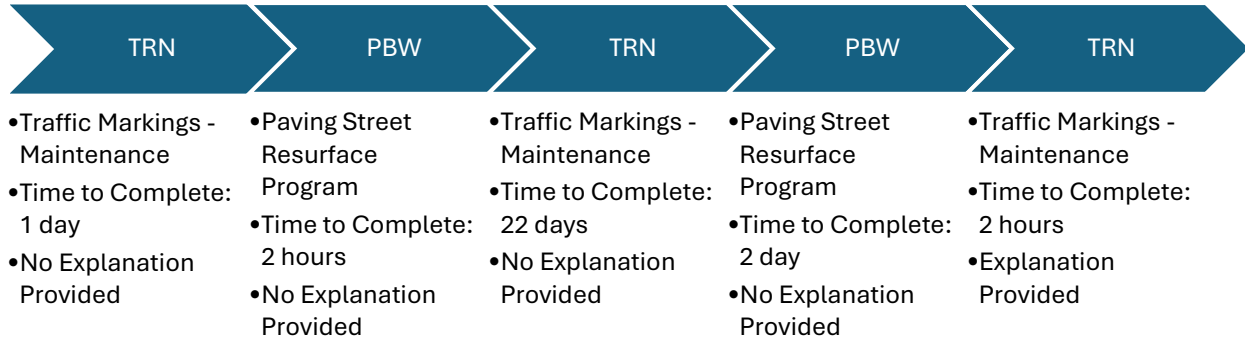 TRN
PBW
TRN
PBW
TRN
•Traffic Markings -
Maintenance
•Time to Complete:
1 day
•No Explanation
Provided
•Paving Street
Resurface
Program
•Time to Complete:
2 hours
•No Explanation
Provided
•Traffic Markings -
Maintenance
•Time to Complete:
22 days
•No Explanation
Provided
•Paving Street
Resurface
Program
•Time to Complete:
2 day
•No Explanation
Provided
•Traffic Markings -
Maintenance
•Time to Complete:
2 hours
•Explanation
Provided